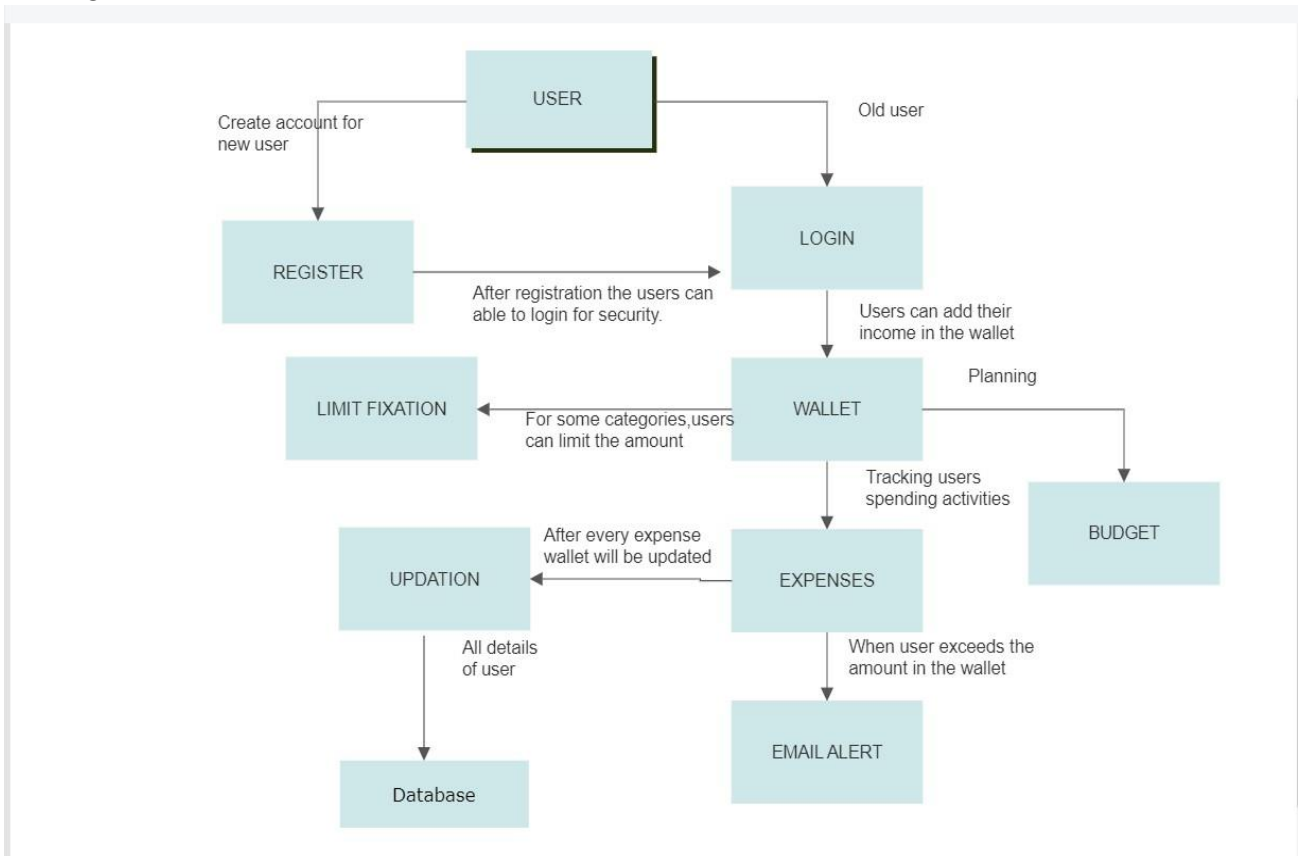 USER
Create account for
new user
Old user
LOGIN
REGISTER
After registration the users can
able to login for security.
Users can add their
income in the wallet
Planning
LIMIT FIXATION
For some categories,users
can limit the amount
WALLET
Tracking users
spending activities
BUDGET
After every expense
wallet will be updated
UPDATION
EXPENSES
All details
of user
When user exceeds the
amount in the wallet
EMAIL ALERT
Database